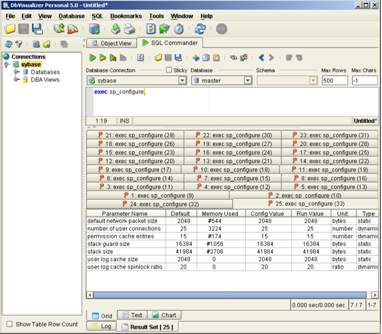 DbVisualizer Personal 5.0 - Untitled*
File Edit View Database SQL Bookmarks Tools Window Help
Object View SQL Commander
Connections
sybase
Databases
DBA Views
Database Connection Sticky Database Schema Max Rows Max Chars
sybase master 500 -1
exec sp_configure;
1:19 INS Untitled*
21: exec sp_configure (29) 22: exec sp_configure (30) 23: exec sp_configure (31)
18: exec sp_configure (26) 19: exec sp_configure (27) 20: exec sp_configure (28)
15: exec sp_configure (23) 16: exec sp_configure (24) 17: exec sp_configure (25)
12: exec sp_configure (20) 13: exec sp_configure (21) 14: exec sp_configure (22)
9: exec sp_configure (17) 10: exec sp_configure (18) 11: exec sp_configure (19)
6: exec sp_configure (14) 7: exec sp_configure (15) 8: exec sp_configure (16)
3: exec sp_configure (11) 4: exec sp_configure (12) 5: exec sp_configure (13)
1: exec sp_configure (9) 2: exec sp_configure (10)
24: exec sp_configure (32) 25: exec sp_configure (33)
Parameter Name Default Memory Used Config Value Run Value Unit Type
default network packet size 2048 #544 2048 2048 bytes static
number of user connections 25 3224 25 25 number dynamic
permission cache entries 15 #174 15 15 number dynamic
stack guard size 16384 #1056 16384 16384 bytes static
stack size 41984 #2706 41984 41984 bytes static
user log cache size 2048 0 2048 2048 bytes static
user log cache spinlock ratio 20 0 20 20 ratio dynamic
0.000 sec/0.000 sec 7 / 7 1-7
Grid Text Chart
Show Table Row Count
Log Result Set [ 25 ]